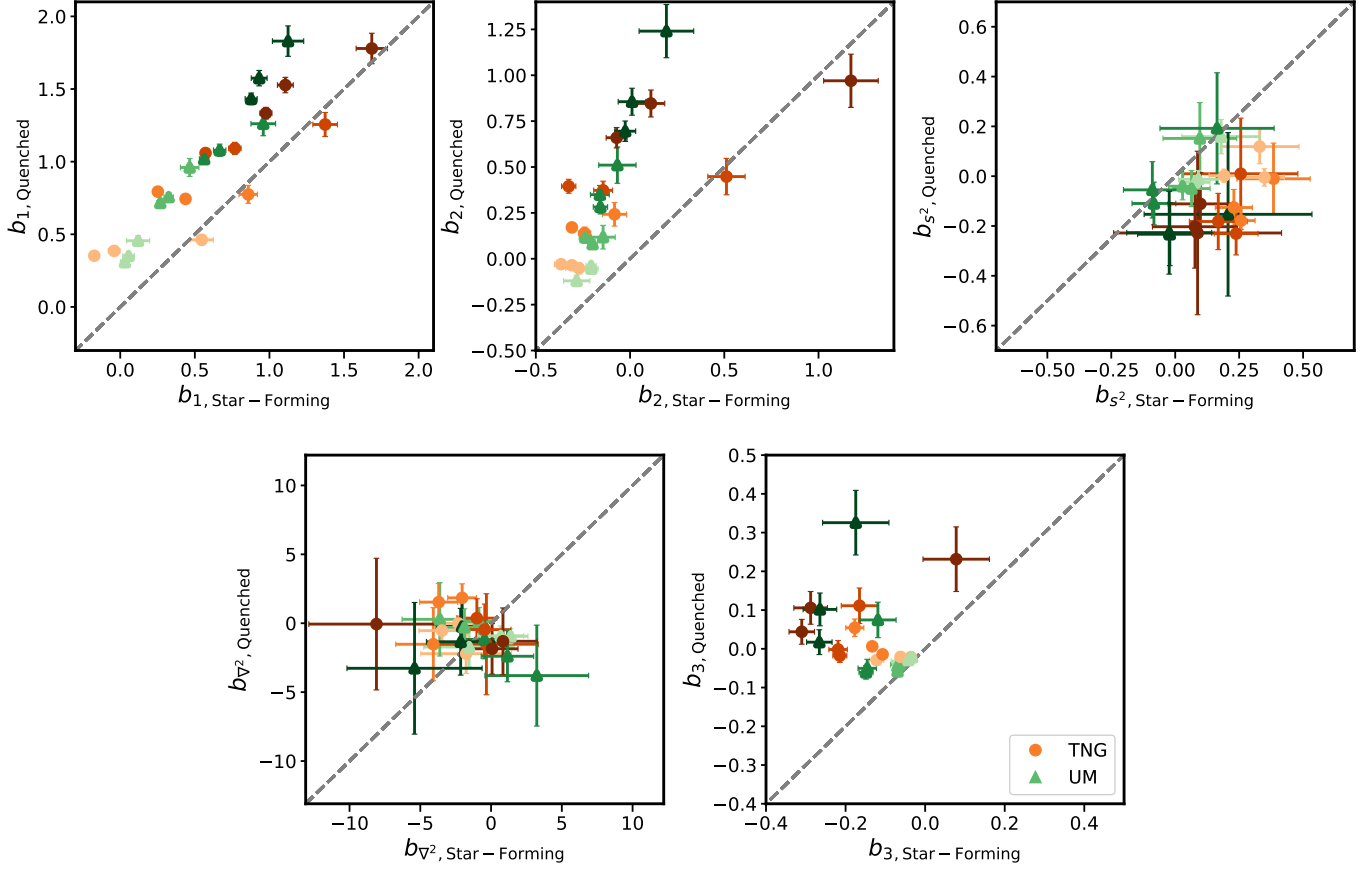 2.0
1.5
1.0
0.5
0.0
b1, Quenched
0.0 0.5 1.0 1.5 2.0
b1, Star−Forming
1.25
1.00
0.75
0.50
0.25
0.00
−0.25
−0.50
b2, Quenched
−0.5 0.0 0.5 1.0
b2, Star−Forming
0.6
0.4
0.2
0.0
−0.2
−0.4
−0.6
bs², Quenched
−0.50 −0.25 0.00 0.25 0.50
bs², Star−Forming
10
5
0
−5
−10
b∇², Quenched
−10 −5 0 5 10
b∇², Star−Forming
0.5
0.4
0.3
0.2
0.1
0.0
−0.1
−0.2
−0.3
−0.4
b3, Quenched
−0.4 −0.2 0.0 0.2 0.4
b3, Star−Forming
TNG
UM